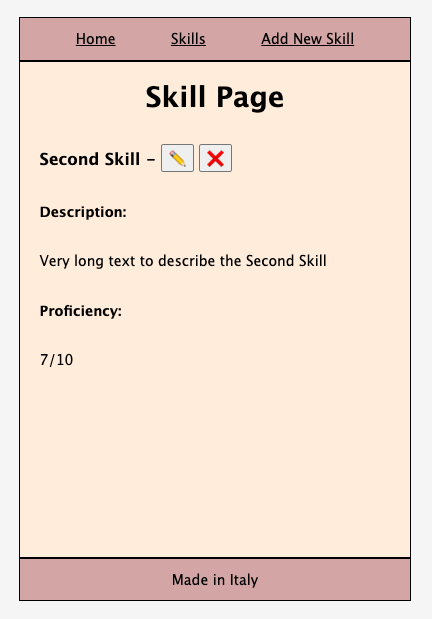 Home Skills Add New Skill
Skill Page
Second Skill - ✏️ ❌
Description:
Very long text to describe the Second Skill
Proficiency:
7/10
Made in Italy